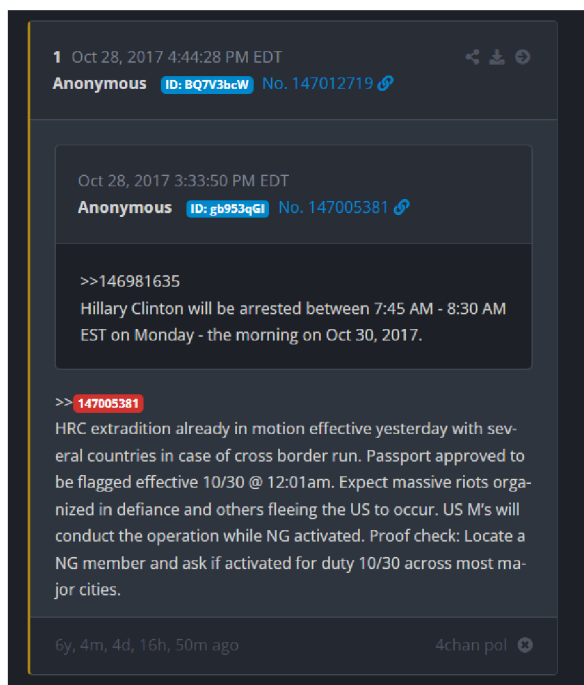 1 Oct 28, 2017 4:44:28 PM EDT
Anonymous ID: BQ7V3bcW No. 147012719
Oct 28, 2017 3:33:50 PM EDT
Anonymous ID: gb953qGI No. 147005381
>>146981635
Hillary Clinton will be arrested between 7:45 AM - 8:30 AM
EST on Monday - the morning on Oct 30, 2017.
>>147005381
HRC extradition already in motion effective yesterday with sev-
eral countries in case of cross border run. Passport approved to
be flagged effective 10/30 @ 12:01am. Expect massive riots orga-
nized in defiance and others fleeing the US to occur. US M's will
conduct the operation while NG activated. Proof check: Locate a
NG member and ask if activated for duty 10/30 across most ma-
jor cities.
6y, 4m, 4d, 16h, 50m ago 4chan pol